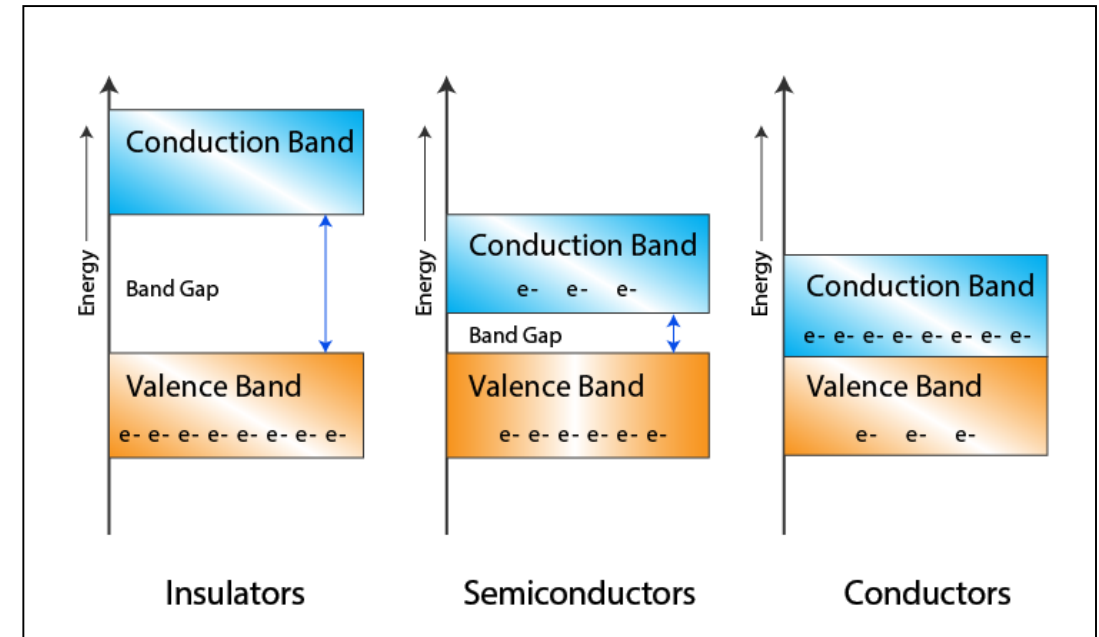 Energy
Conduction Band
Band Gap
Valence Band
e- e- e- e- e- e- e- e-
Insulators
Energy
Conduction Band
e- e- e-
Band Gap
Valence Band
e- e- e- e- e- e-
Semiconductors
Energy
Conduction Band
e- e- e- e- e- e- e- e-
Valence Band
e- e- e-
Conductors